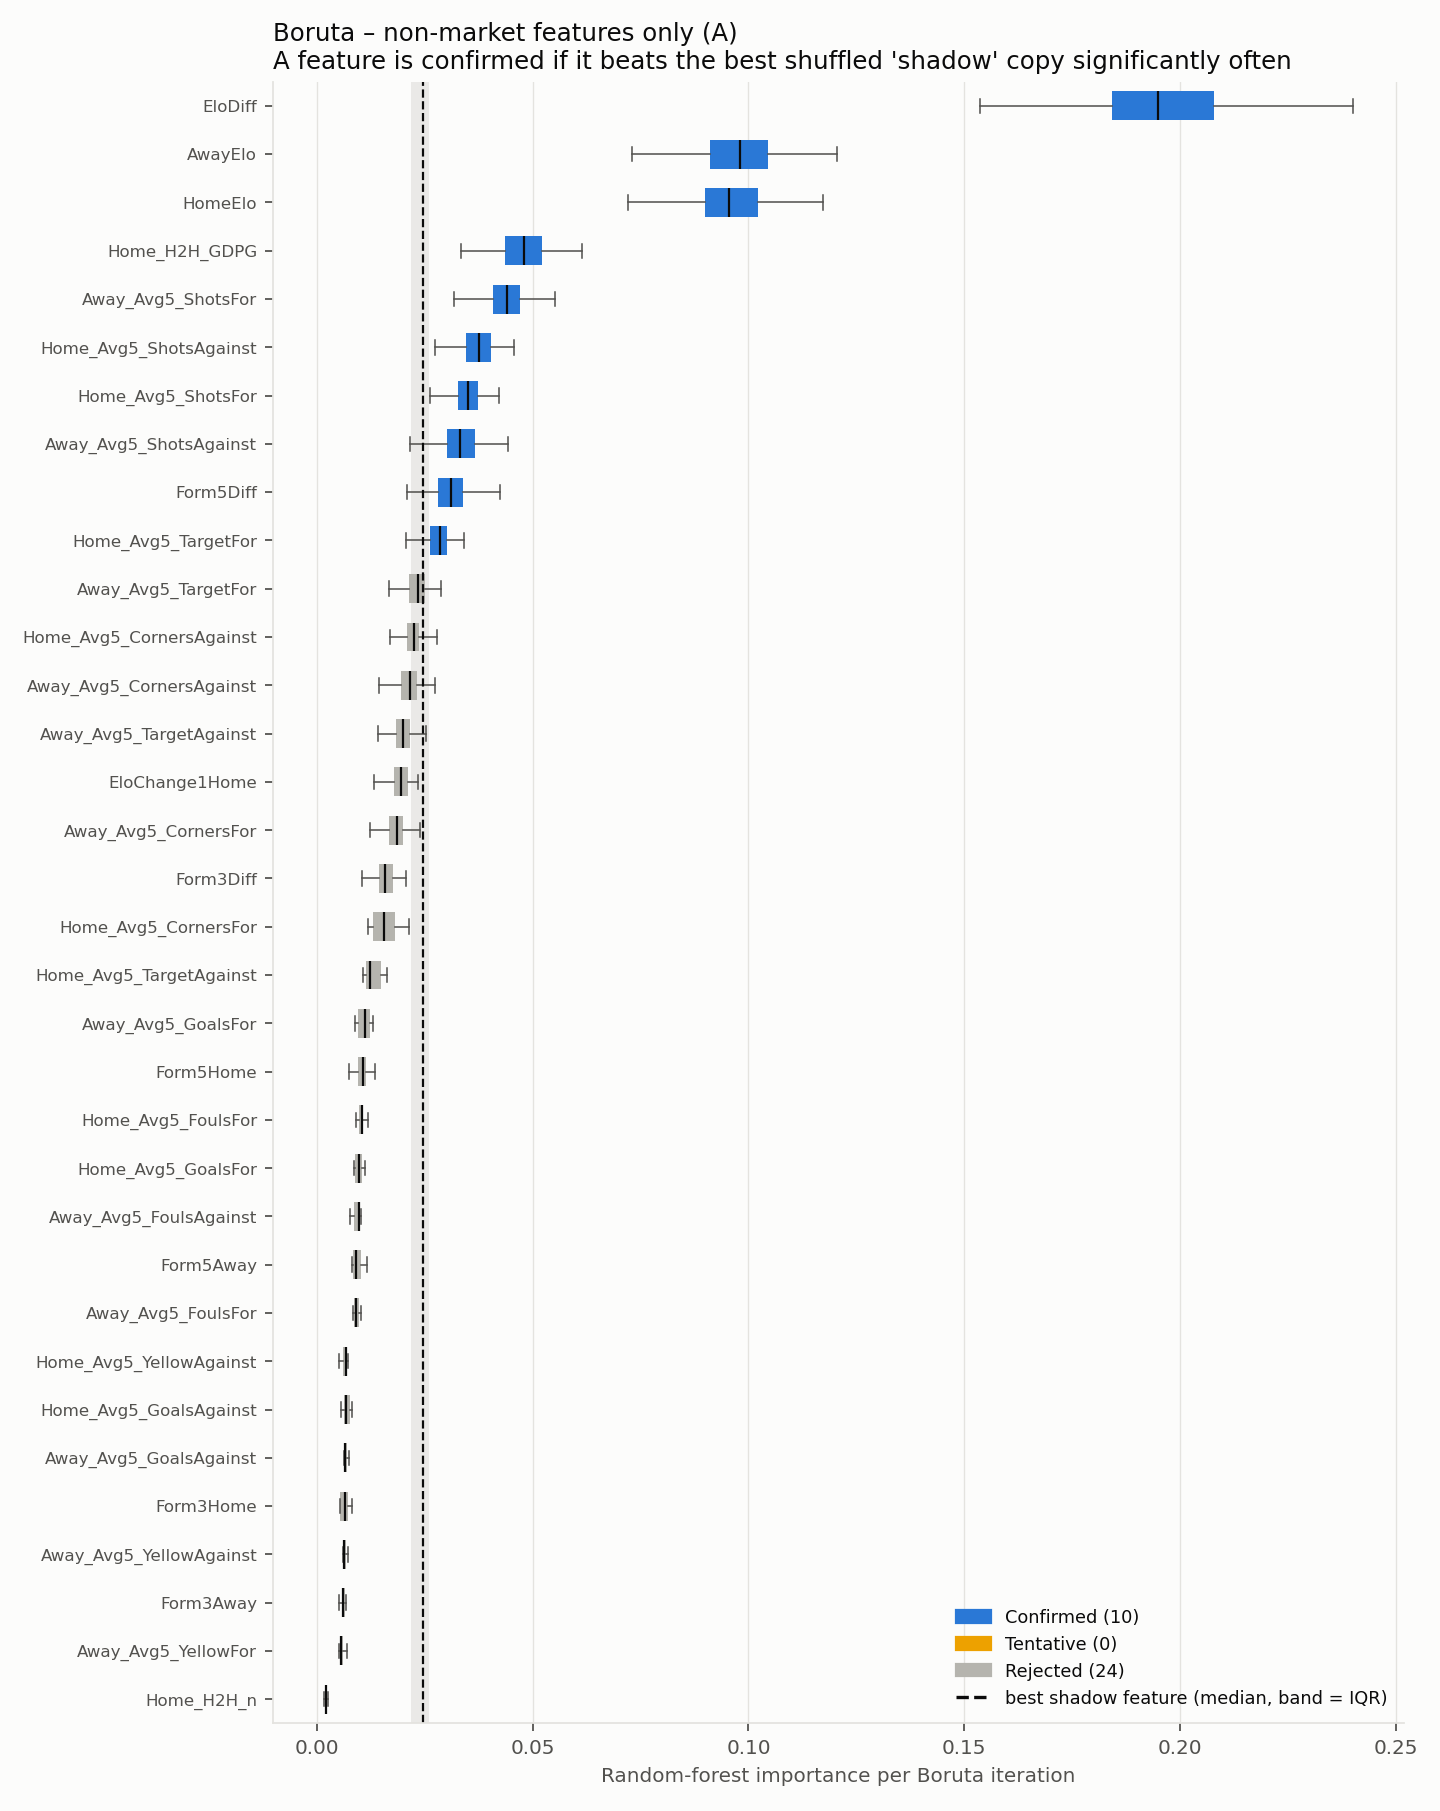 Boruta – non-market features only (A)
A feature is confirmed if it beats the best shuffled 'shadow' copy significantly often
EloDiff
AwayElo
HomeElo
Home_H2H_GDPG
Away_Avg5_ShotsFor
Home_Avg5_ShotsAgainst
Home_Avg5_ShotsFor
Away_Avg5_ShotsAgainst
Form5Diff
Home_Avg5_TargetFor
Away_Avg5_TargetFor
Home_Avg5_CornersAgainst
Away_Avg5_CornersAgainst
Away_Avg5_TargetAgainst
EloChange1Home
Away_Avg5_CornersFor
Form3Diff
Home_Avg5_CornersFor
Home_Avg5_TargetAgainst
Away_Avg5_GoalsFor
Form5Home
Home_Avg5_FoulsFor
Home_Avg5_GoalsFor
Away_Avg5_FoulsAgainst
Form5Away
Away_Avg5_FoulsFor
Home_Avg5_YellowAgainst
Home_Avg5_GoalsAgainst
Away_Avg5_GoalsAgainst
Form3Home
Away_Avg5_YellowAgainst
Form3Away
Away_Avg5_YellowFor
Home_H2H_n
Confirmed (10)
Tentative (0)
Rejected (24)
best shadow feature (median, band = IQR)
0.00 0.05 0.10 0.15 0.20 0.25
Random-forest importance per Boruta iteration